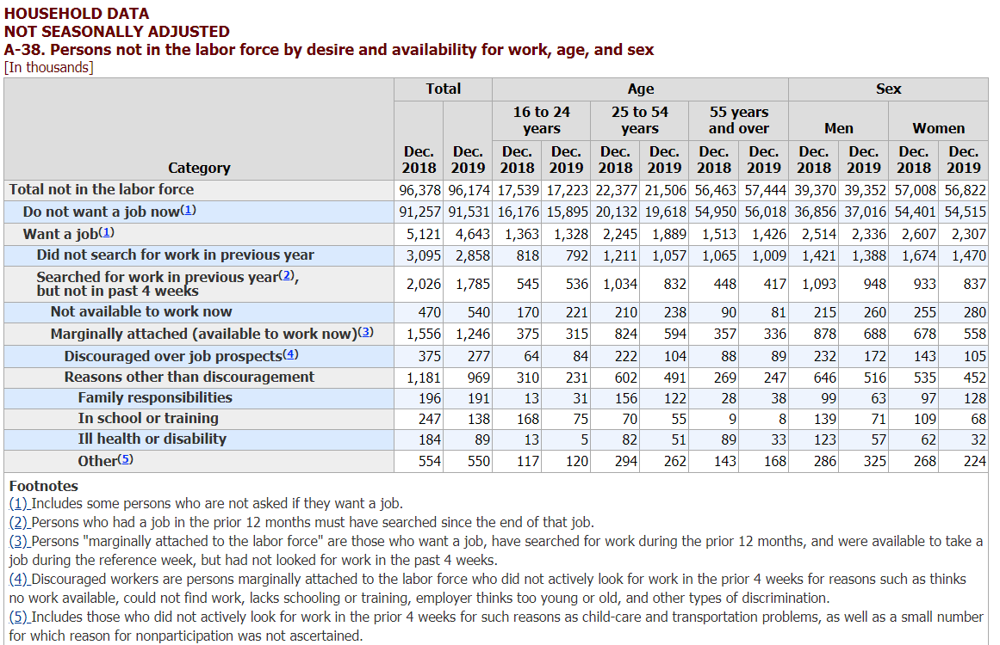 HOUSEHOLD DATA
NOT SEASONALLY ADJUSTED
A-38. Persons not in the labor force by desire and availability for work, age, and sex
[In thousands]
Category Total Age Sex
16 to 24 years 25 to 54 years 55 years and over Men Women
Dec. 2018 Dec. 2019 Dec. 2018 Dec. 2019 Dec. 2018 Dec. 2019 Dec. 2018 Dec. 2019 Dec. 2018 Dec. 2019 Dec. 2018 Dec. 2019
Total not in the labor force 96,378 96,174 17,539 17,223 22,377 21,506 56,463 57,444 39,370 39,352 57,008 56,822
Do not want a job now(1) 91,257 91,531 16,176 15,895 20,132 19,618 54,950 56,018 36,856 37,016 54,401 54,515
Want a job(1) 5,121 4,643 1,363 1,328 2,245 1,889 1,513 1,426 2,514 2,336 2,607 2,307
Did not search for work in previous year 3,095 2,858 818 792 1,211 1,057 1,065 1,009 1,421 1,388 1,674 1,470
Searched for work in previous year(2),
but not in past 4 weeks 2,026 1,785 545 536 1,034 832 448 417 1,093 948 933 837
Not available to work now 470 540 170 221 210 238 90 81 215 260 255 280
Marginally attached (available to work now)(3) 1,556 1,246 375 315 824 594 357 336 878 688 678 558
Discouraged over job prospects(4) 375 277 64 84 222 104 88 89 232 172 143 105
Reasons other than discouragement 1,181 969 310 231 602 491 269 247 646 516 535 452
Family responsibilities 196 191 13 31 156 122 28 38 99 63 97 128
In school or training 247 138 168 75 70 55 9 8 139 71 109 68
Ill health or disability 184 89 13 5 82 51 89 33 123 57 62 32
Other(5) 554 550 117 120 294 262 143 168 286 325 268 224
Footnotes
(1) Includes some persons who are not asked if they want a job.
(2) Persons who had a job in the prior 12 months must have searched since the end of that job.
(3) Persons "marginally attached to the labor force" are those who want a job, have searched for work during the prior 12 months, and were available to take a
job during the reference week, but had not looked for work in the past 4 weeks.
(4) Discouraged workers are persons marginally attached to the labor force who did not actively look for work in the prior 4 weeks for reasons such as thinks
no work available, could not find work, lacks schooling or training, employer thinks too young or old, and other types of discrimination.
(5) Includes those who did not actively look for work in the prior 4 weeks for such reasons as child-care and transportation problems, as well as a small number
for which reason for nonparticipation was not ascertained.